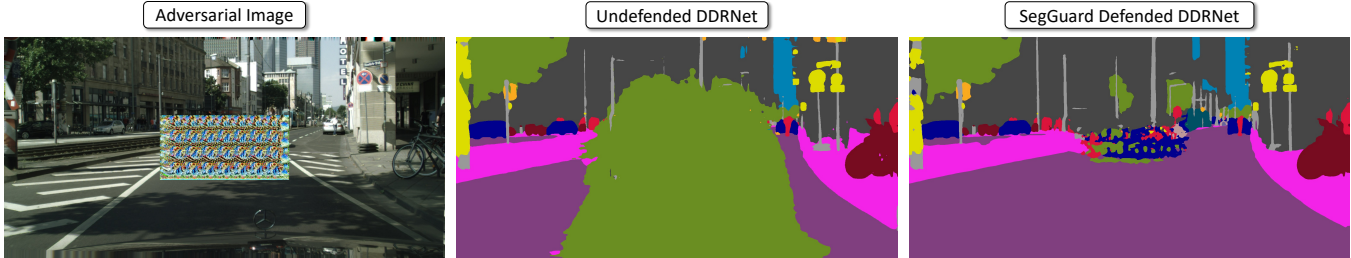 Adversarial Image
Undefended DDRNet
SegGuard Defended DDRNet
HOTEL